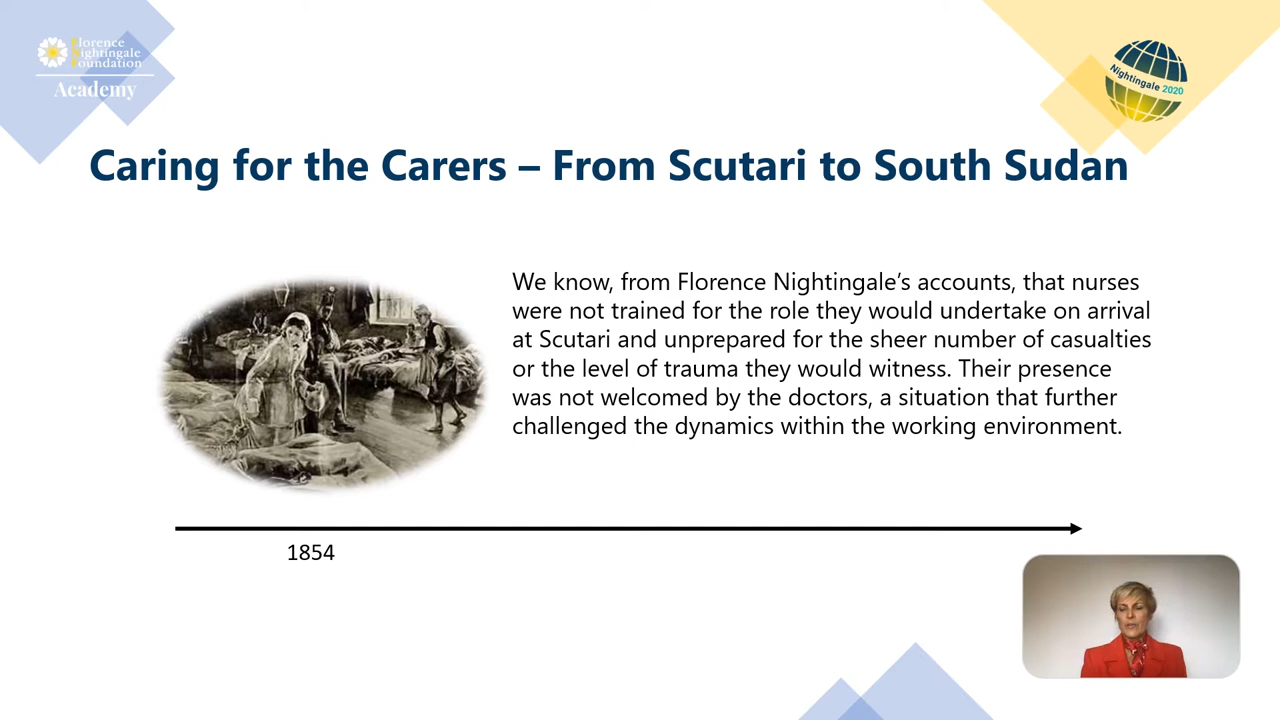 Florence
Nightingale
Foundation
Academy
Nightingale 2020
Caring for the Carers – From Scutari to South Sudan
We know, from Florence Nightingale’s accounts, that nurses
were not trained for the role they would undertake on arrival
at Scutari and unprepared for the sheer number of casualties
or the level of trauma they would witness. Their presence
was not welcomed by the doctors, a situation that further
challenged the dynamics within the working environment.
1854